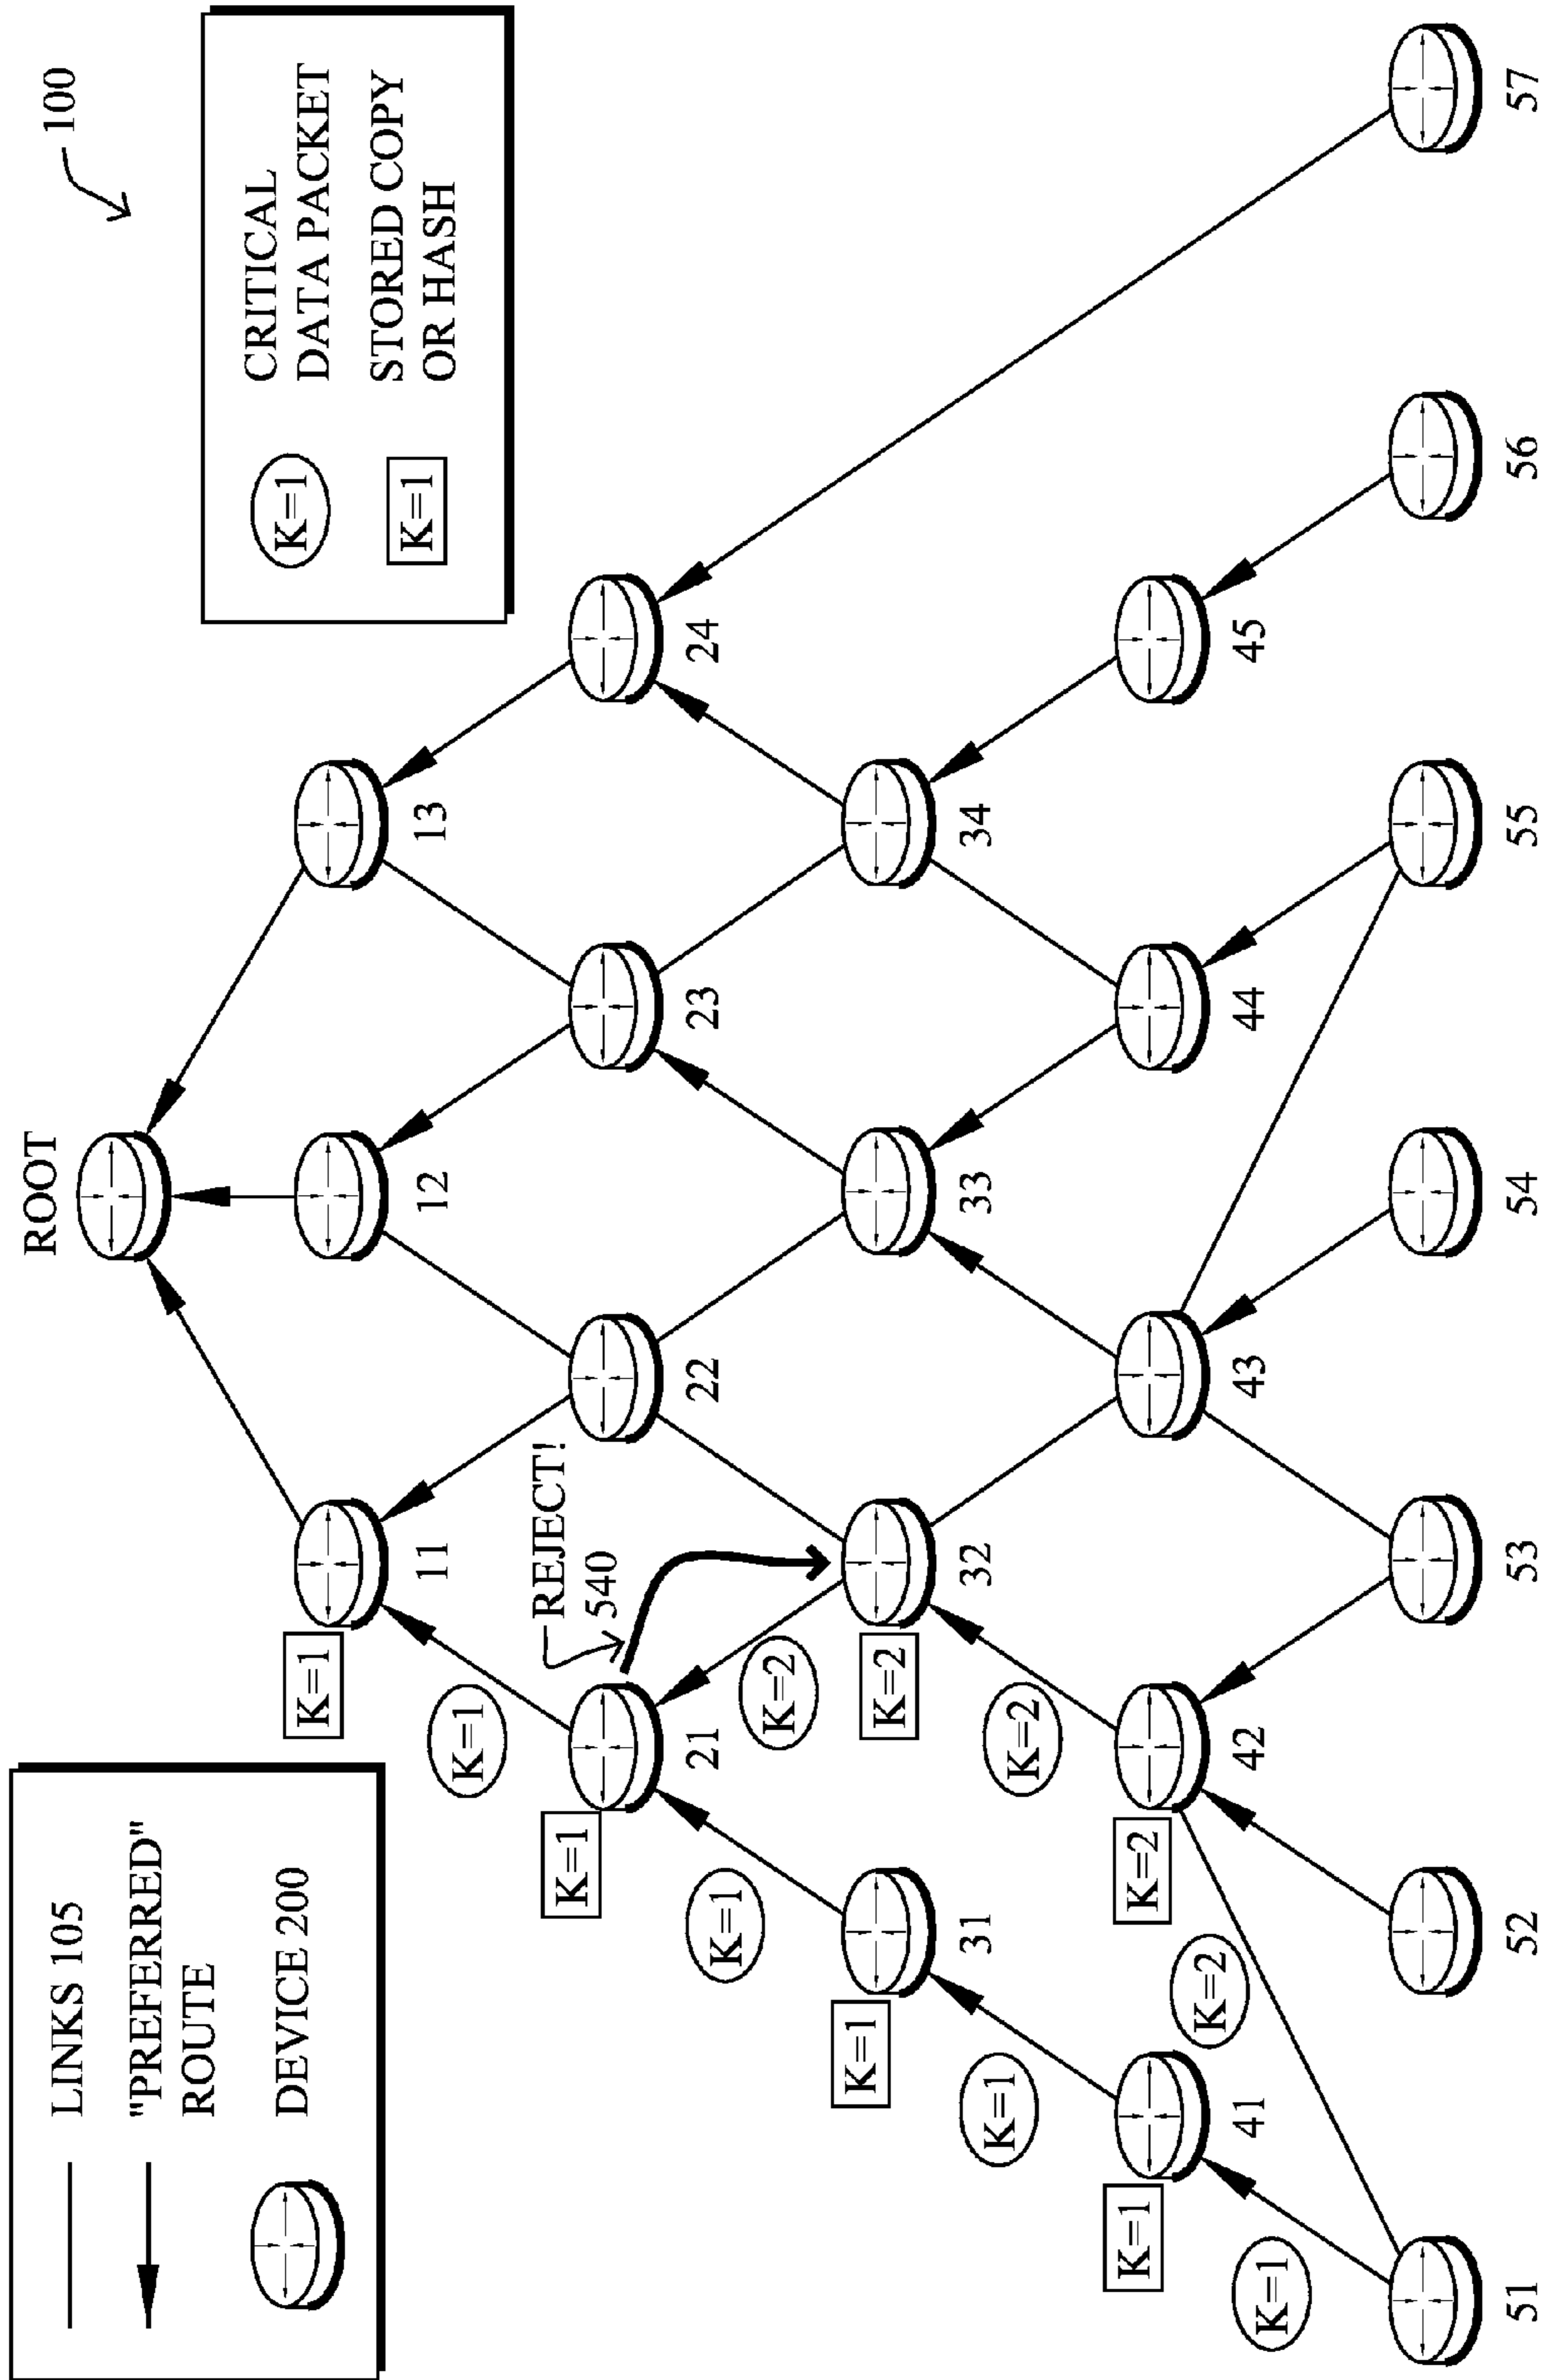 100
LINKS 105
"PREFERRED"
ROUTE
DEVICE 200
ROOT
K=1
CRITICAL
DATA PACKET
K=1
STORED COPY
OR HASH
K=1
11
12
13
K=1
REJECT!
540
K=1
21
22
23
24
K=1
K=2
K=1
31
K=2
32
33
34
K=1
K=2
K=1
41
K=2
42
43
44
45
K=1
K=2
51
52
53
54
55
56
57